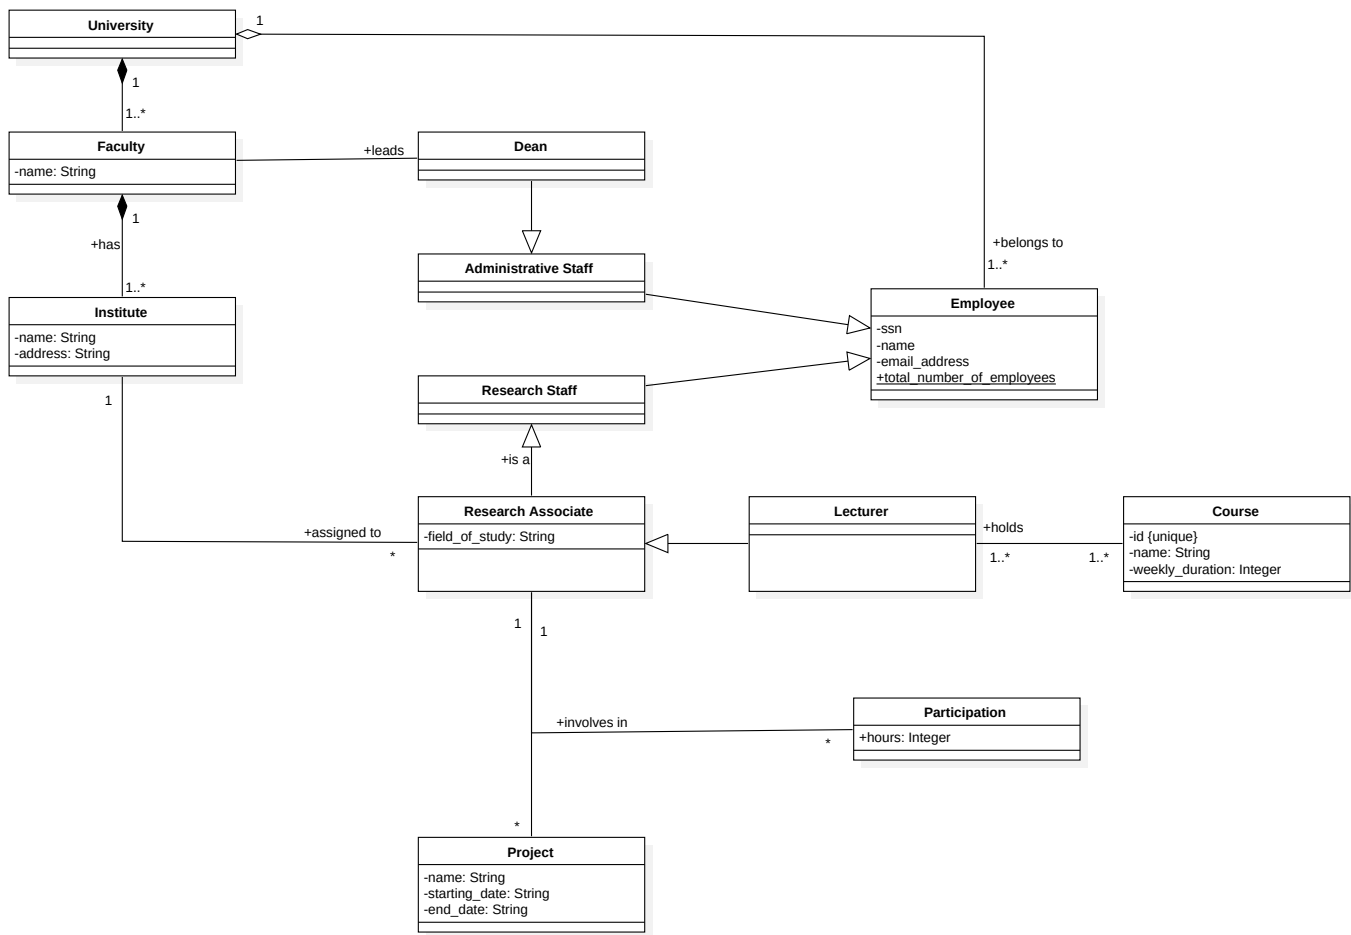 University
1
1
1..*
Faculty
-name: String
+leads
Dean
1
+has
1..*
+belongs to
1..*
Administrative Staff
Institute
-name: String
-address: String
Employee
-ssn
-name
-email_address
+total_number_of_employees
Research Staff
1
+is a
+assigned to
*
Research Associate
-field_of_study: String
Lecturer
+holds
1..*
1..*
Course
-id {unique}
-name: String
-weekly_duration: Integer
1
1
+involves in
*
Participation
+hours: Integer
*
Project
-name: String
-starting_date: String
-end_date: String